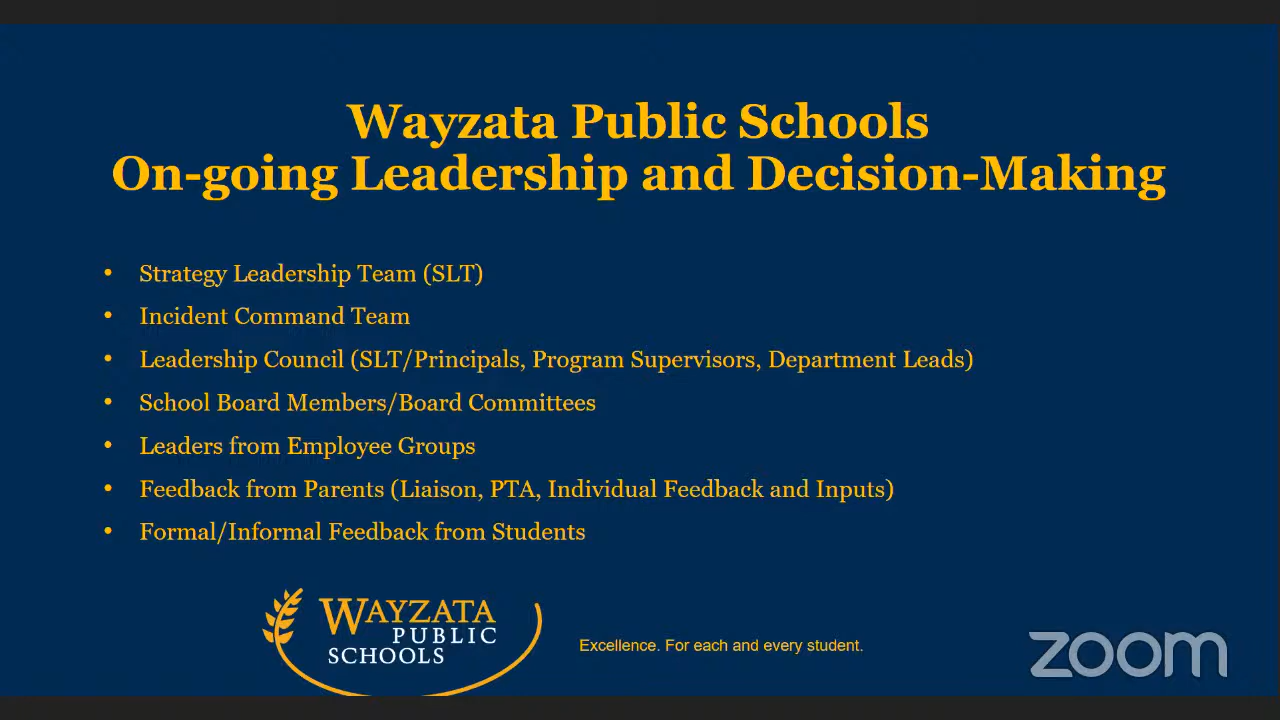 Wayzata Public Schools
On-going Leadership and Decision-Making
• Strategy Leadership Team (SLT)
• Incident Command Team
• Leadership Council (SLT/Principals, Program Supervisors, Department Leads)
• School Board Members/Board Committees
• Leaders from Employee Groups
• Feedback from Parents (Liaison, PTA, Individual Feedback and Inputs)
• Formal/Informal Feedback from Students
WAYZATA
PUBLIC
SCHOOLS
Excellence. For each and every student.
zoom